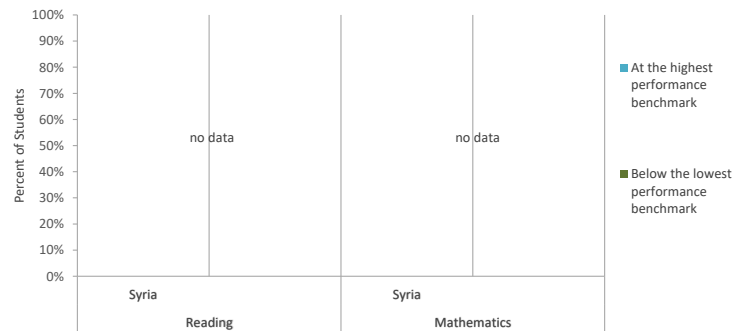 Percent of Students
100%
90%
80%
70%
60%
50%
40%
30%
20%
10%
0%
no data
no data
Syria
Syria
Reading
Mathematics
At the highest
performance
benchmark
Below the lowest
performance
benchmark